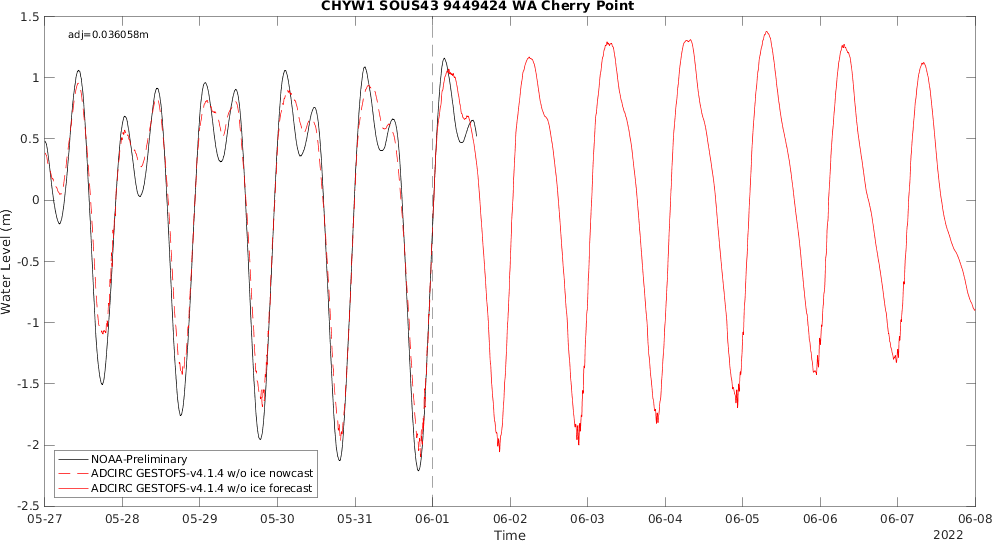 CHYW1 SOUS43 9449424 WA Cherry Point
adj=0.036058m
1.5
1
0.5
0
-0.5
-1
-1.5
-2
-2.5
Water Level (m)
NOAA-Preliminary
ADCIRC GESTOFS-v4.1.4 w/o ice nowcast
ADCIRC GESTOFS-v4.1.4 w/o ice forecast
05-27 05-28 05-29 05-30 05-31 06-01 06-02 06-03 06-04 06-05 06-06 06-07 06-08
Time
2022